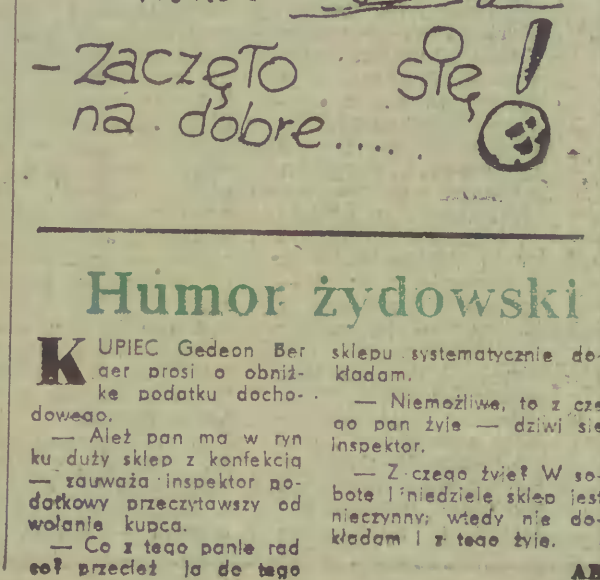 - zaczęło się!
na dobre.....
Humor żydowski
KUPIEC Gedeon Ber
ger prosi o obniż-
kę podatku docho-
dowego.
— Ależ pan ma w ryn
ku duży sklep z konfekcją
— zauważa inspektor po-
datkowy przeczytawszy od
wołanie kupca.
— Co z tego panie rad
co? przecież ja do tego
sklepu systematycznie do-
kładam.
— Niemożliwe, to z cze
go pan żyje — dziwi się
inspektor.
— Z czego żyję? W so-
botę i niedzielę sklep jest
nieczynny; wtedy nie do-
kładam i z tego żyję.